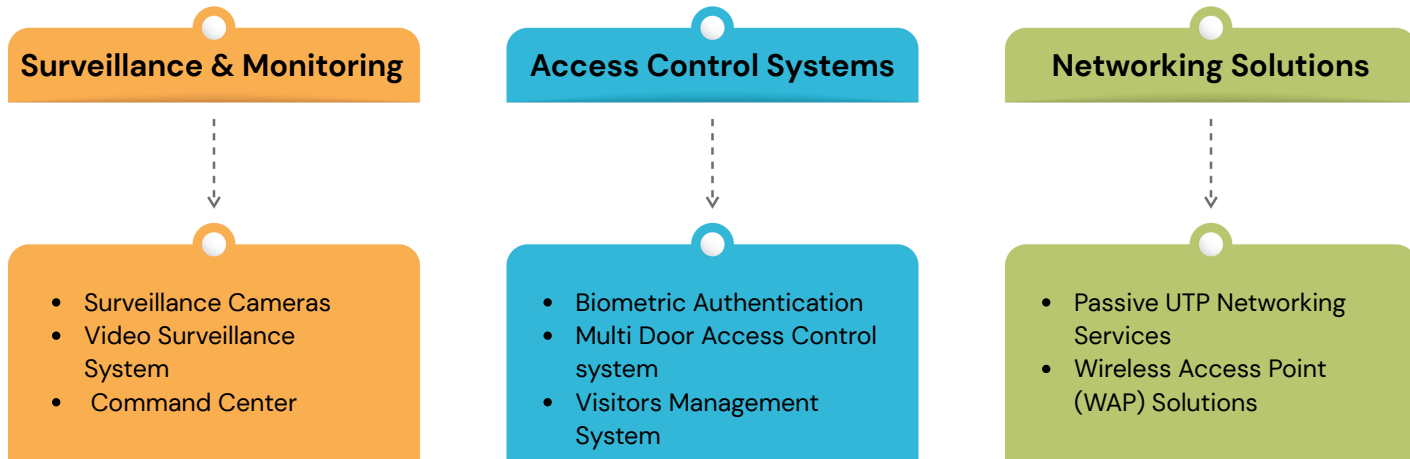 Surveillance & Monitoring
Surveillance Cameras
Video Surveillance
System
Command Center
Access Control Systems
Biometric Authentication
Multi Door Access Control
system
Visitors Management
System
Networking Solutions
Passive UTP Networking
Services
Wireless Access Point
(WAP) Solutions